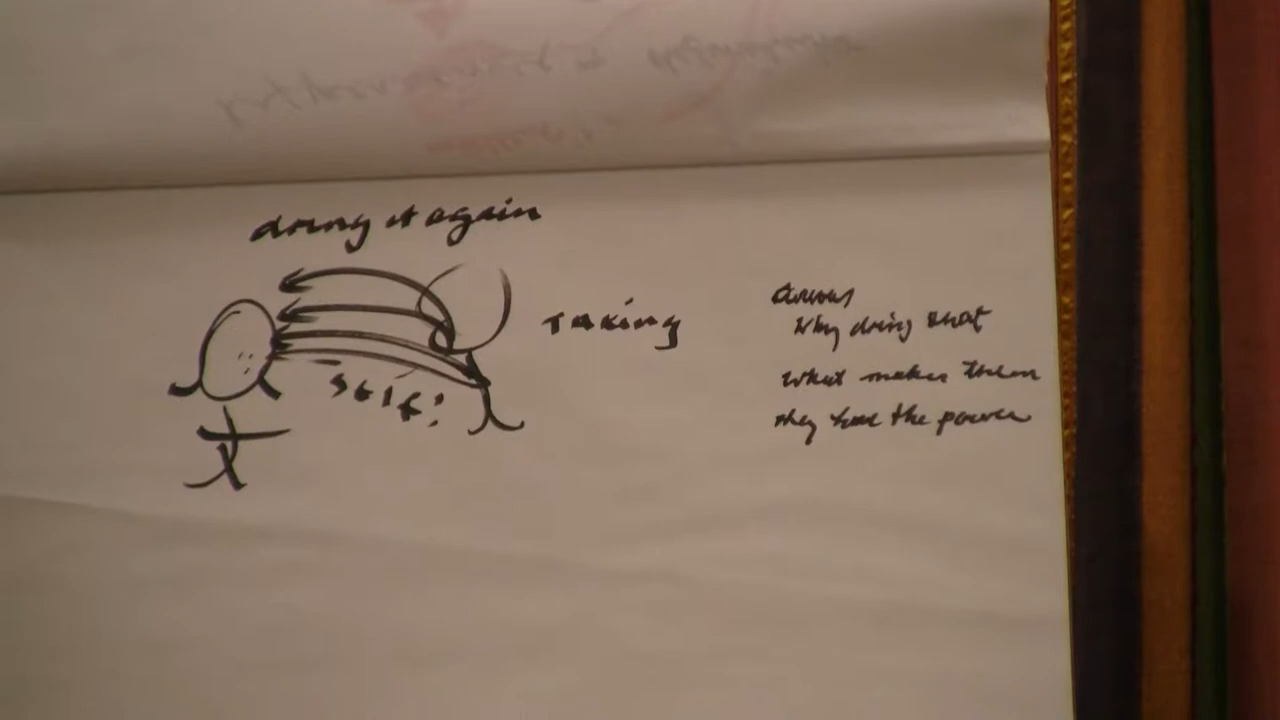 doing it again
Taking
self?
Why doing that
What makes them
They have the power